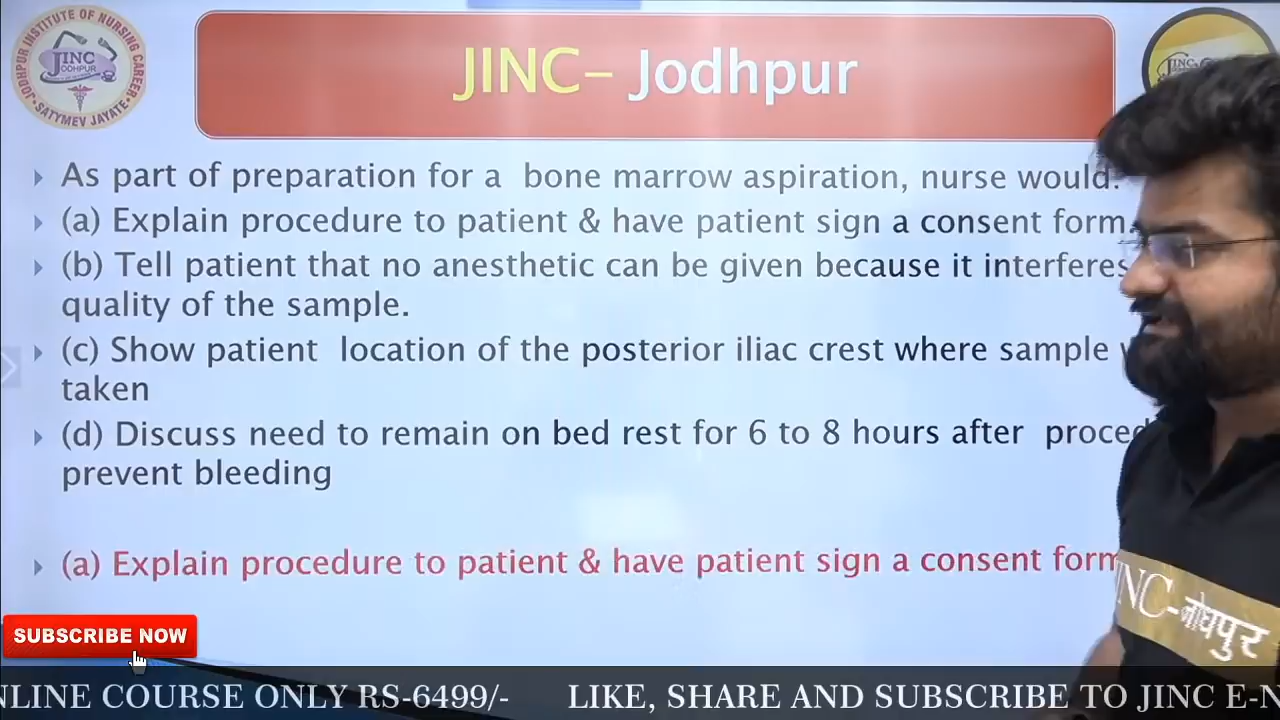 JODHPUR INSTITUTE OF NURSING CAREER
JINC
JODHPUR
• SATYMEV JAYATE •
JINC- Jodhpur
As part of preparation for a bone marrow aspiration, nurse would:
(a) Explain procedure to patient & have patient sign a consent form.
(b) Tell patient that no anesthetic can be given because it interferes
quality of the sample.
(c) Show patient location of the posterior iliac crest where sample
taken
(d) Discuss need to remain on bed rest for 6 to 8 hours after
prevent bleeding
(a) Explain procedure to patient & have patient sign a consent form
JINC-जोधपुर
SUBSCRIBE NOW
ONLINE COURSE ONLY RS-6499/- LIKE, SHARE AND SUBSCRIBE TO JINC